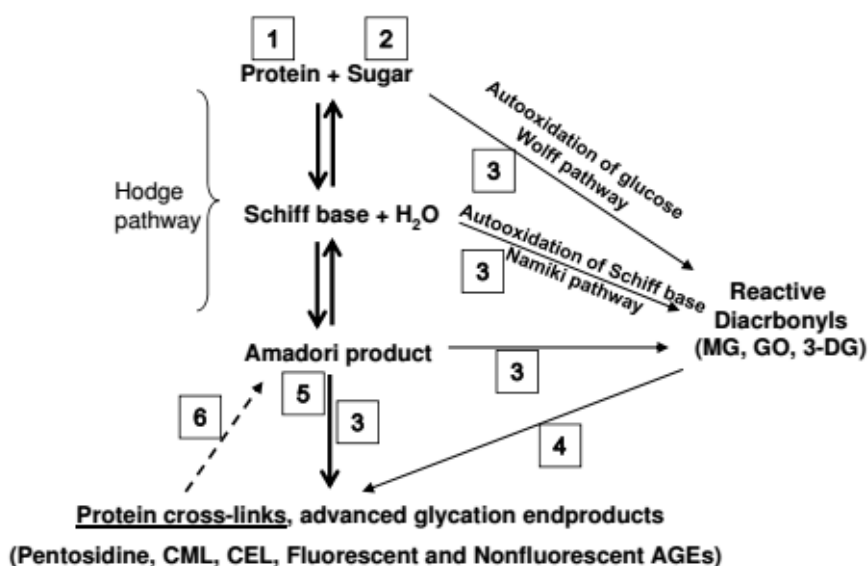 1 2
Protein + Sugar
Autooxidation of glucose
Wolff pathway
3
Hodge
pathway
Schiff base + H₂O
Autooxidation of Schiff base
Namiki pathway
3
Reactive
Diacrbonyls
(MG, GO, 3-DG)
Amadori product
3
5
3
6
4
Protein cross-links, advanced glycation endproducts
(Pentosidine, CML, CEL, Fluorescent and Nonfluorescent AGEs)